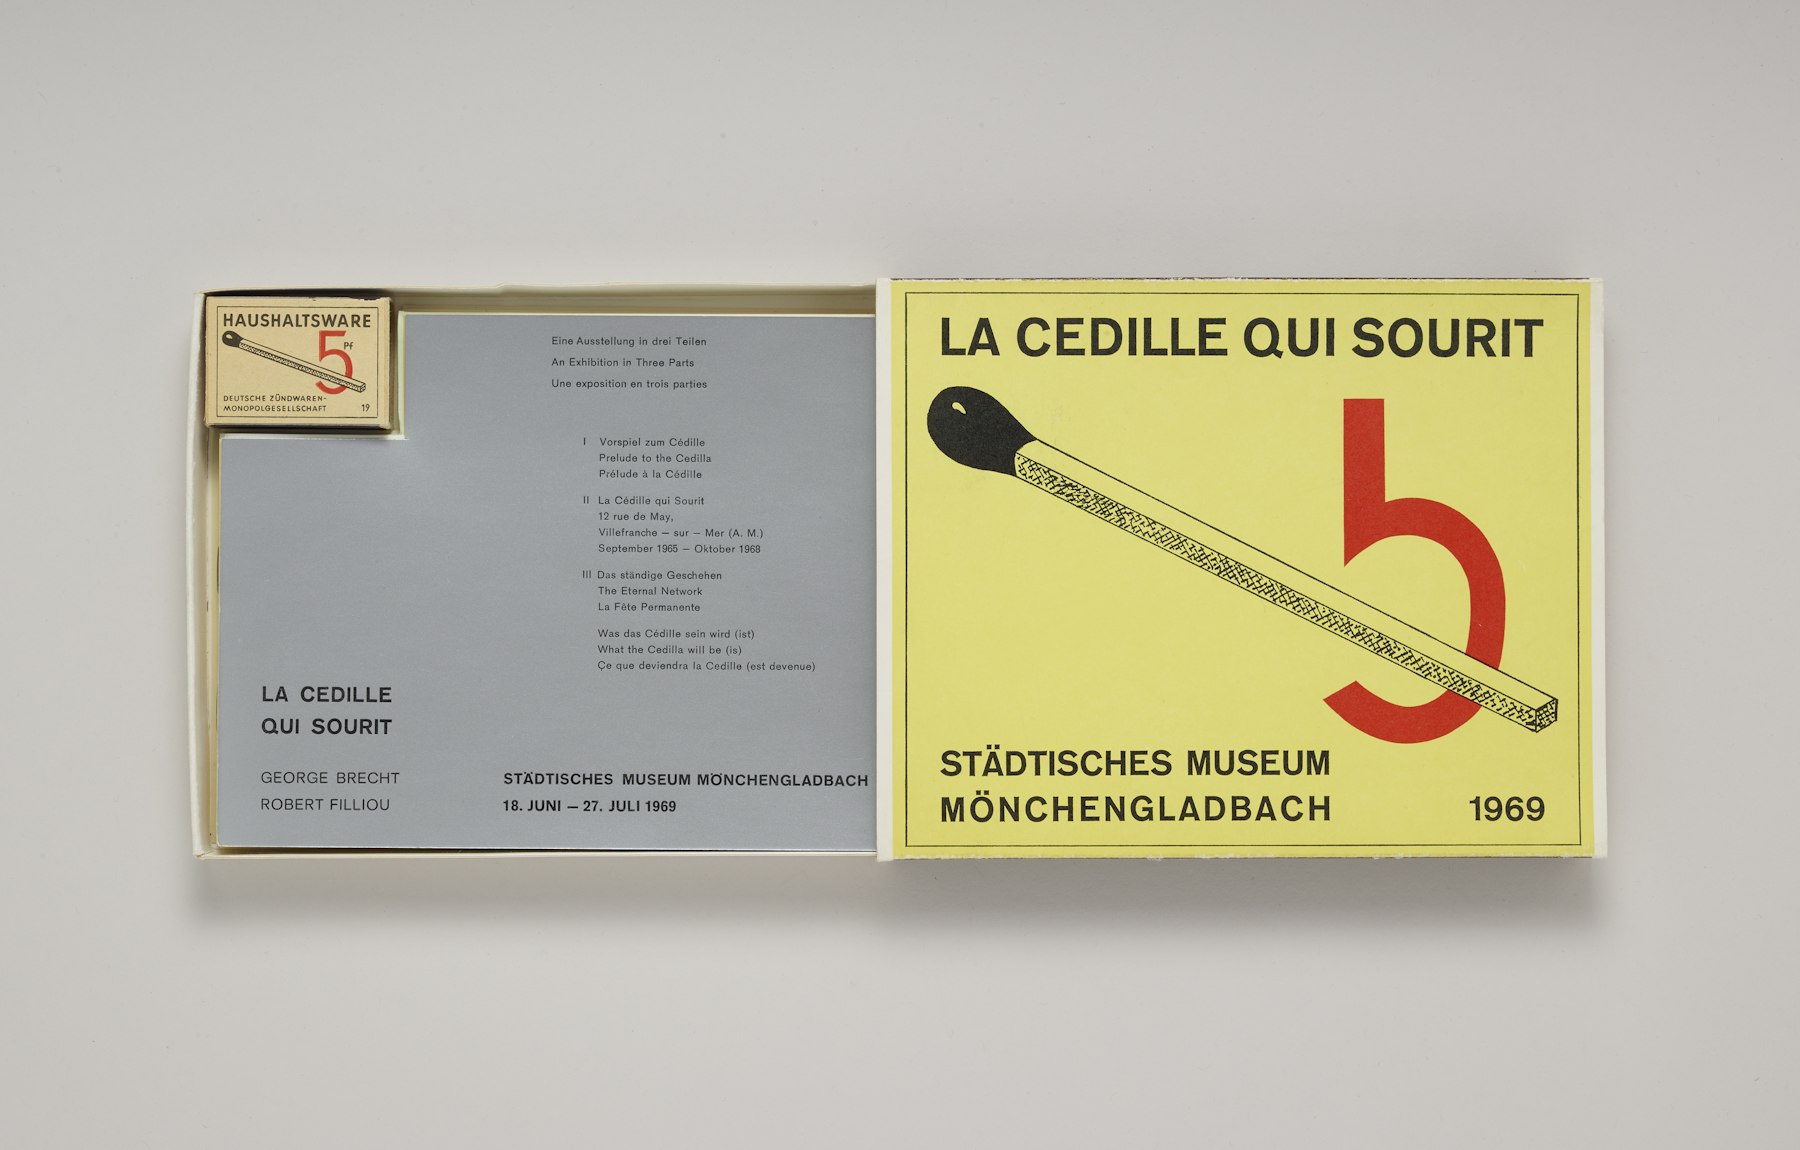 HAUSHALTSWARE
5 Pf
DEUTSCHE ZÜNDWAREN-
MONOPOLGESELLSCHAFT 19
Eine Ausstellung in drei Teilen
An Exhibition in Three Parts
Une exposition en trois parties
I Vorspiel zum Cédille
Prelude to the Cedilla
Prélude à la Cédille
II La Cédille qui Sourit
12 rue de May,
Villefranche – sur – Mer (A. M.)
September 1965 – Oktober 1968
III Das ständige Geschehen
The Eternal Network
La Fête Permanente
Was das Cédille sein wird (ist)
What the Cedilla will be (is)
Çe que deviendra la Cedille (est devenue)
LA CEDILLE
QUI SOURIT
GEORGE BRECHT
ROBERT FILLIOU
STÄDTISCHES MUSEUM MÖNCHENGLADBACH
18. JUNI – 27. JULI 1969
LA CEDILLE QUI SOURIT
5
STÄDTISCHES MUSEUM
MÖNCHENGLADBACH 1969